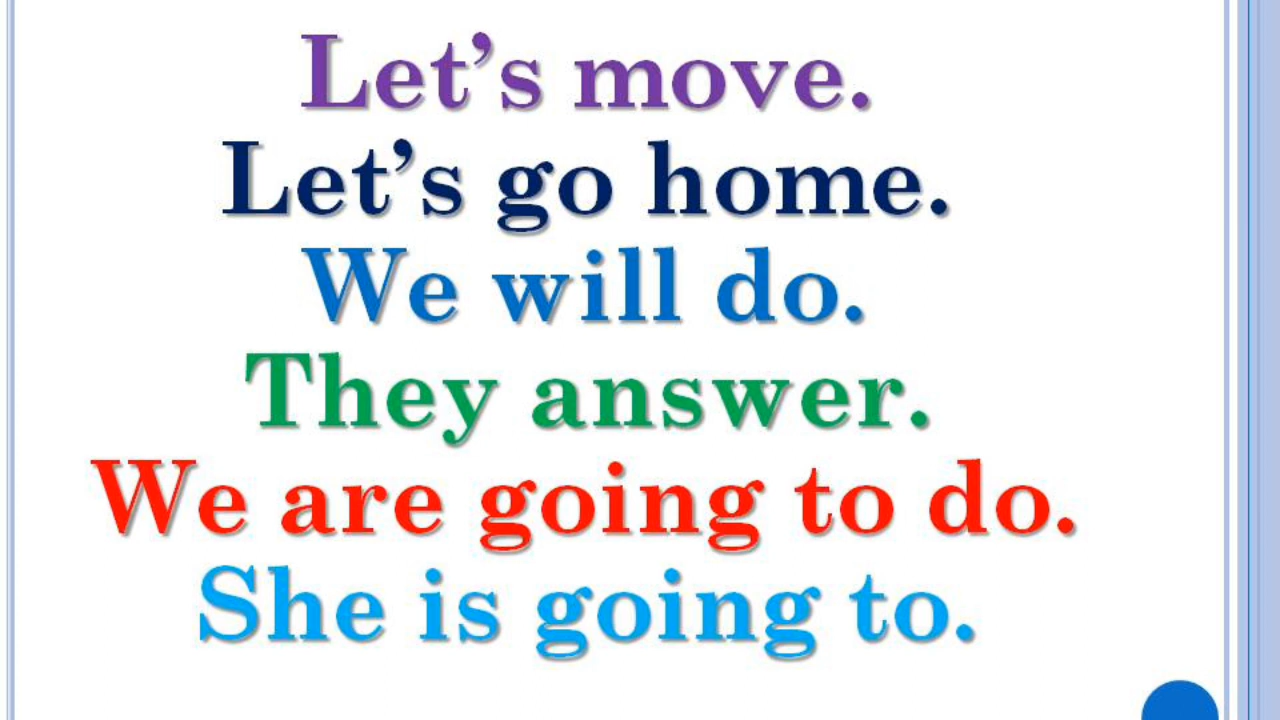 Let’s move.
Let’s go home.
We will do.
They answer.
We are going to do.
She is going to.